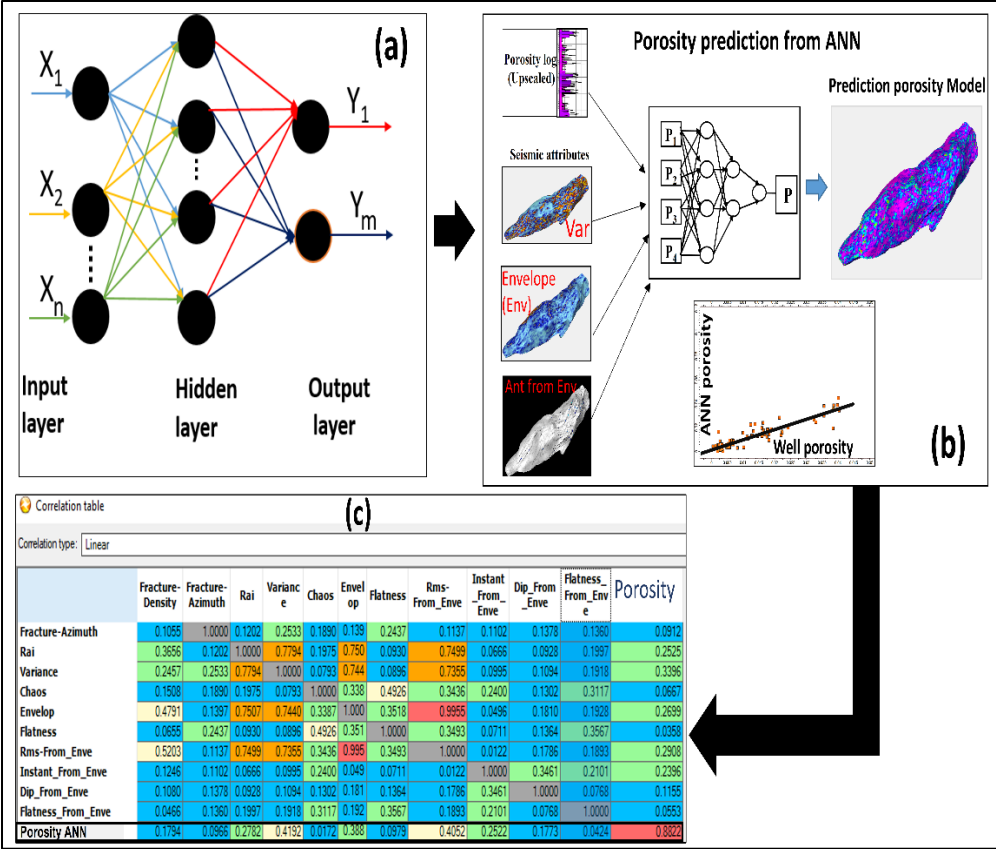 (a)
X1
X2
Xn
Y1
Ym
Input layer
Hidden layer
Output layer
Porosity prediction from ANN
Porosity log
(Upsealed)
Seismic attributes
Var
Envelope
(Env)
Ant from Env
P1
P2
P3
P4
P
Prediction porosity Model
ANN porosity
Well porosity
(b)
Correlation table
(c)
Correlation type: Linear
Fracture-Density Fracture-Azimuth Rai Variance Chaos Envelop Flatness Rms-From_Enve Instant_From_Enve Dip_From_Enve Flatness_From_Enve Porosity
Fracture-Azimuth 0.1055 1.0000 0.1202 0.2533 0.1890 0.139 0.2437 0.1137 0.1102 0.1378 0.1360 0.0912
Rai 0.3656 0.1202 1.0000 0.7794 0.1975 0.750 0.0930 0.7499 0.0666 0.0928 0.1997 0.2525
Variance 0.2457 0.2533 0.7794 1.0000 0.0793 0.744 0.0896 0.7355 0.0995 0.1094 0.1918 0.3396
Chaos 0.1508 0.1890 0.1975 0.0793 1.0000 0.338 0.4926 0.3436 0.2400 0.1302 0.3117 0.0667
Envelop 0.4791 0.1397 0.7507 0.7440 0.3387 1.000 0.3518 0.9955 0.0496 0.1810 0.1928 0.2699
Flatness 0.0655 0.2437 0.0930 0.0896 0.4926 0.351 1.0000 0.3493 0.0711 0.1364 0.3567 0.0358
Rms-From_Enve 0.5203 0.1137 0.7499 0.7355 0.3436 0.995 0.3493 1.0000 0.0122 0.1786 0.1893 0.2908
Instant_From_Enve 0.1246 0.1102 0.0666 0.0995 0.2400 0.049 0.0711 0.0122 1.0000 0.3461 0.2101 0.2396
Dip_From_Enve 0.1080 0.1378 0.0928 0.1094 0.1302 0.181 0.1364 0.1786 0.3461 1.0000 0.0768 0.1155
Flatness_From_Enve 0.0466 0.1360 0.1997 0.1918 0.3117 0.192 0.3567 0.1893 0.2101 0.0768 1.0000 0.0553
Porosity ANN 0.1794 0.0966 0.2782 0.4192 0.0172 0.388 0.0979 0.4052 0.2522 0.1773 0.0424 0.8822